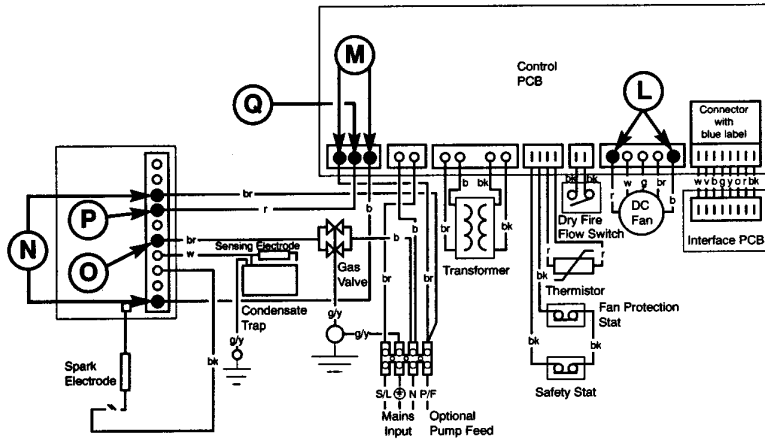 M
Control
PCB
L
Q
Connector
with
blue label
w v b g y o r bk
Interface PCB
r
w
g
br
b
DC
Fan
bk
bk
Dry Fire
Flow Switch
b
bk
br
bk
Transformer
r
r
Thermistor
bk
Fan Protection
Stat
bk
bk
Safety Stat
N
P
O
br
r
b
br
w
Sensing Electrode
b
Gas
Valve
Condensate
Trap
br
b
br
g/y
g/y
g/y
bk
Spark
Electrode
S/L
N
P/F
Mains
Input
Optional
Pump Feed